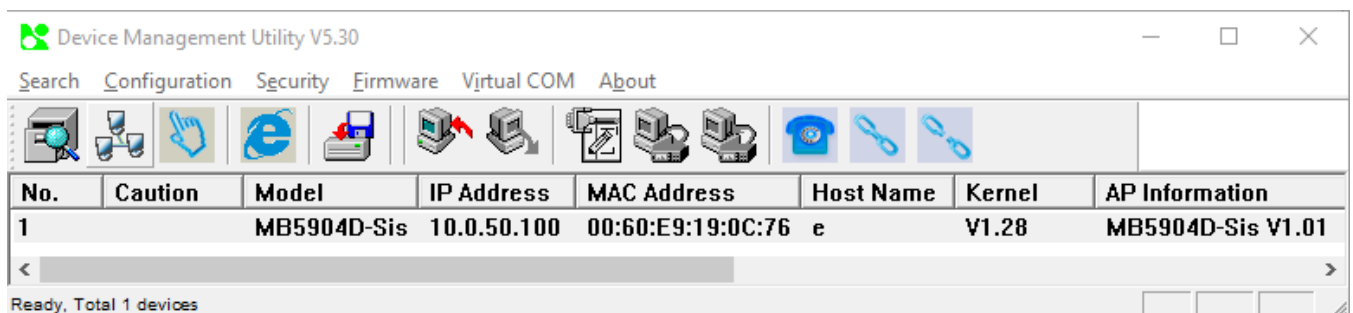 Device Management Utility V5.30
Search Configuration Security Firmware Virtual COM About
No. Caution Model IP Address MAC Address Host Name Kernel AP Information
1 MB5904D-Sis 10.0.50.100 00:60:E9:19:0C:76 e V1.28 MB5904D-Sis V1.01
Ready, Total 1 devices